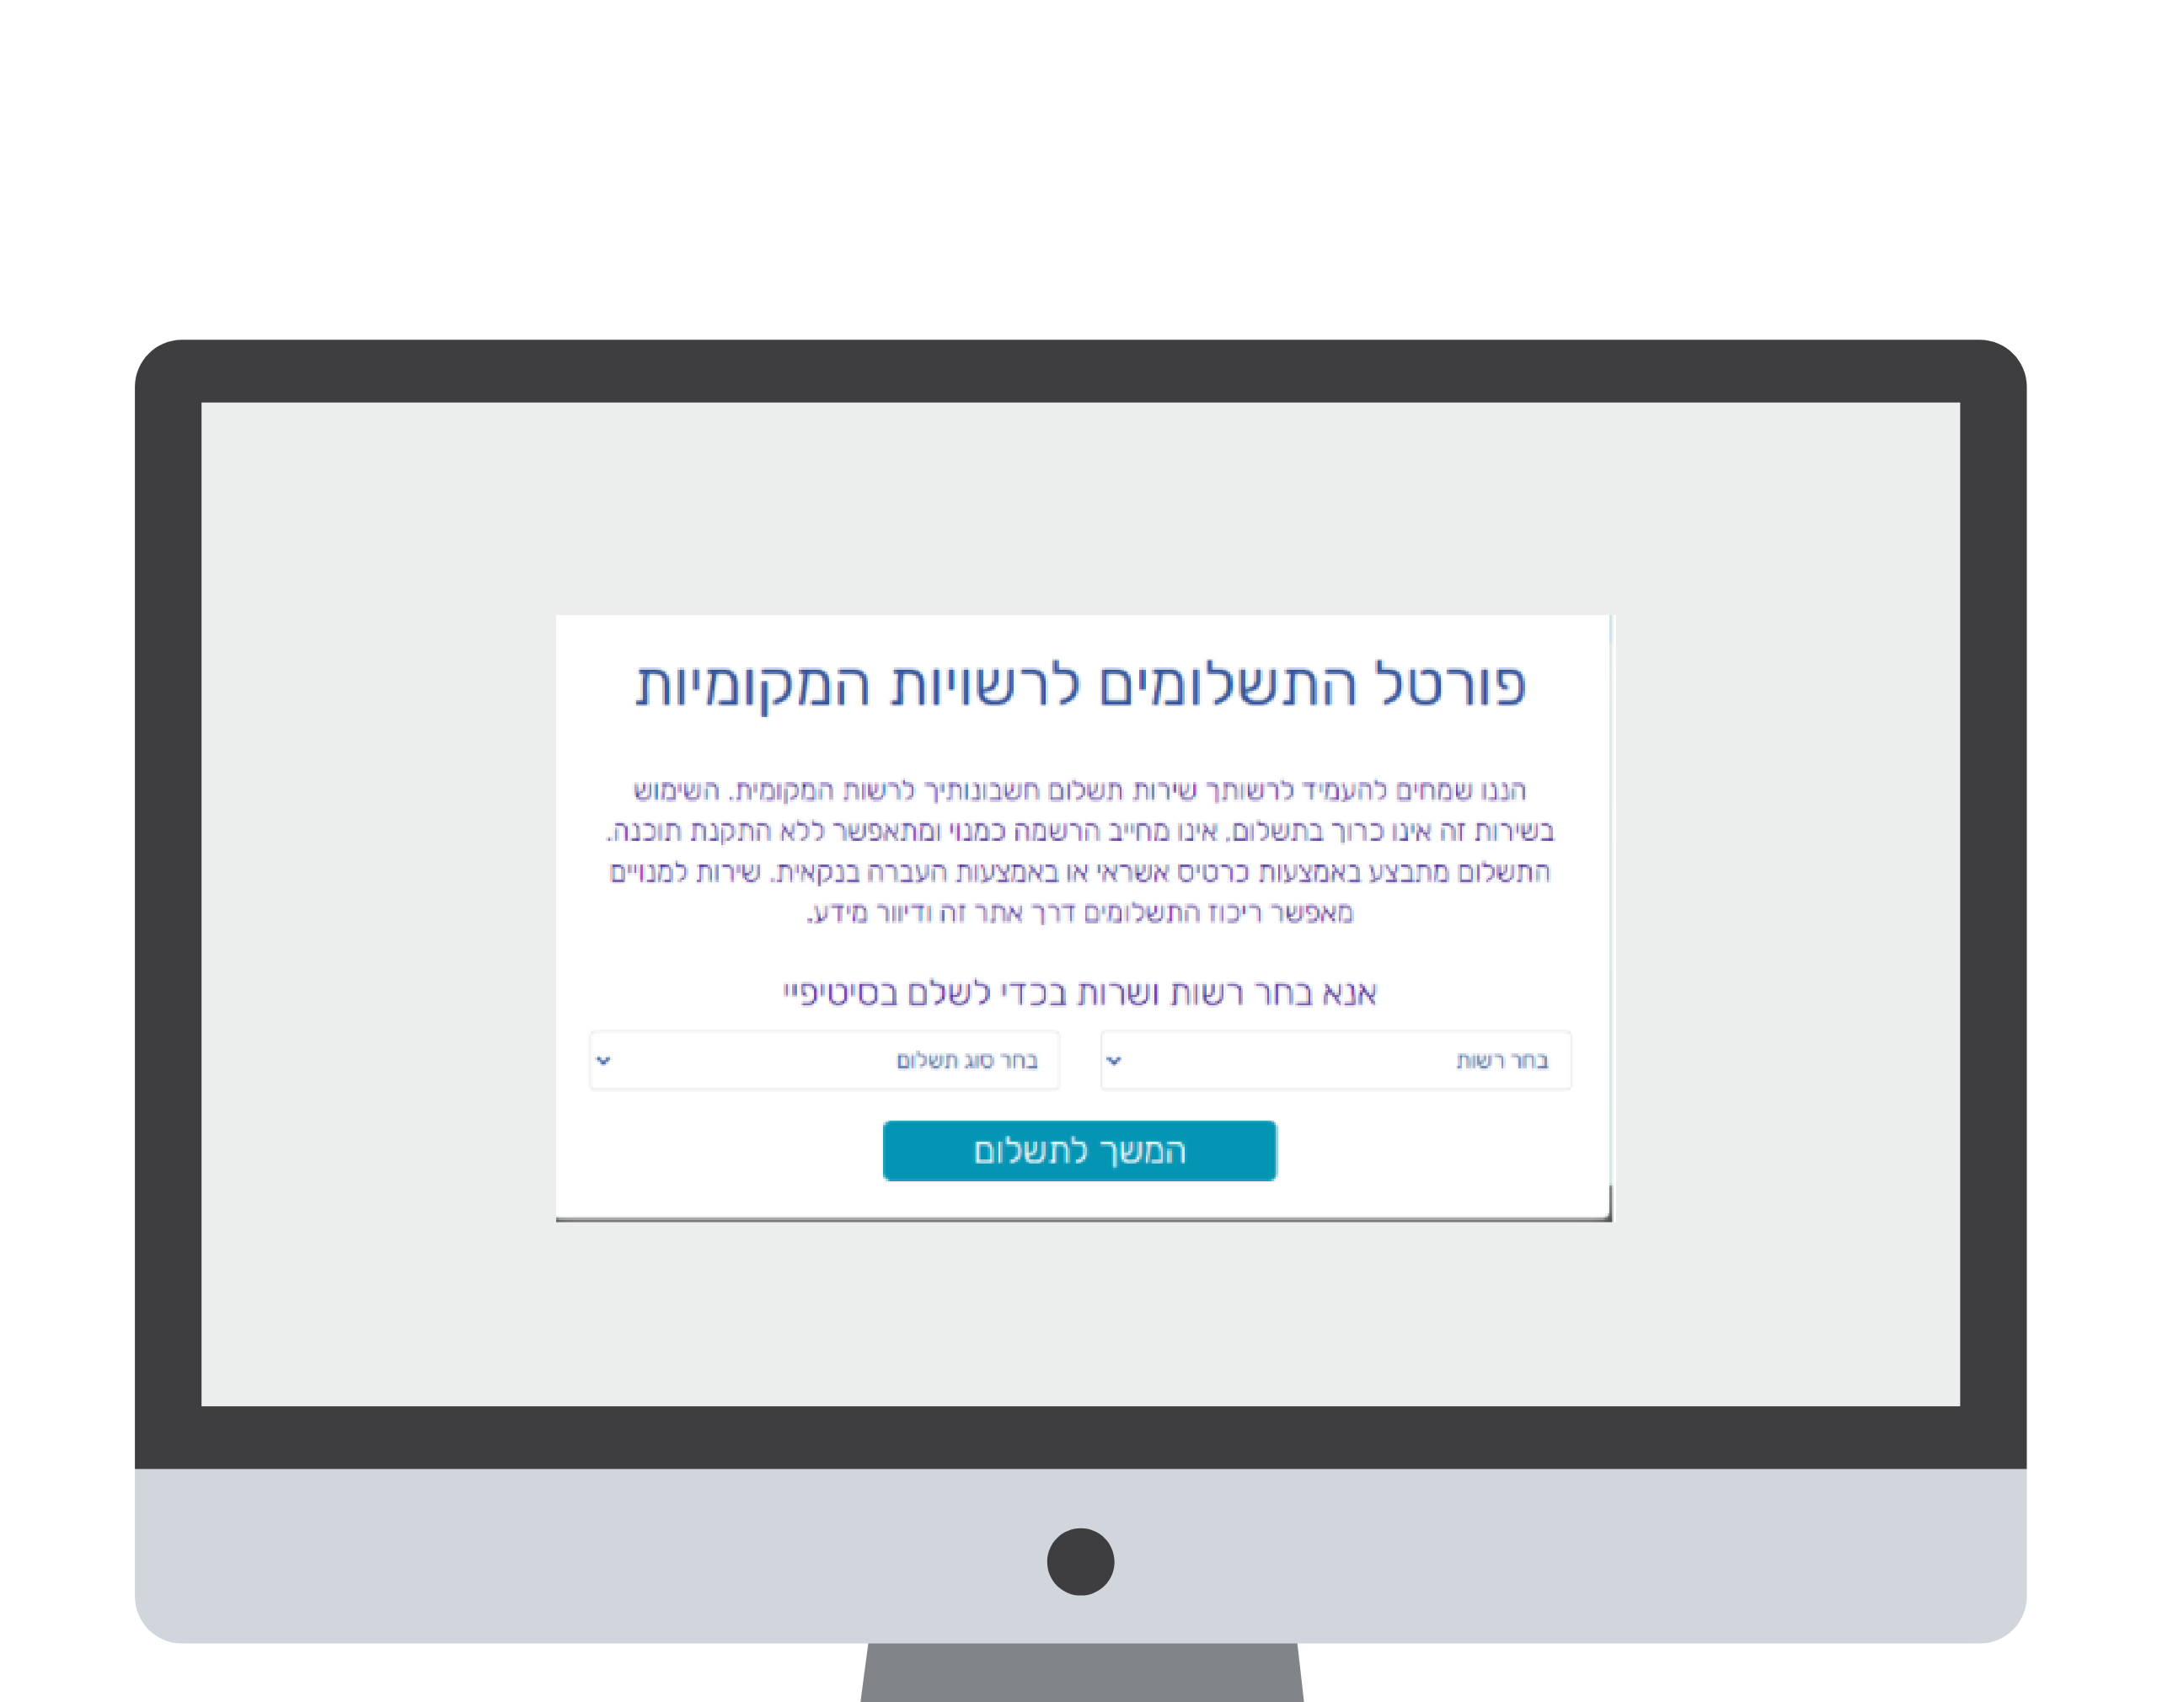 פורטל התשלומים לרשויות המקומיות
הננו שמחים להעמיד לרשותך שירות תשלום חשבונותיך לרשות המקומית. השימוש
בשירות זה אינו כרוך בתשלום, אינו מחייב הרשמה כמנוי ומתאפשר ללא התקנת תוכנה.
התשלום מתבצע באמצעות כרטיס אשראי או באמצעות העברה בנקאית. שירות למנויים
מאפשר ריכוז התשלומים דרך אתר זה ודיוור מידע.
אנא בחר רשות ושרות בכדי לשלם בסיטיפיי
בחר רשות
בחר סוג תשלום
המשך לתשלום